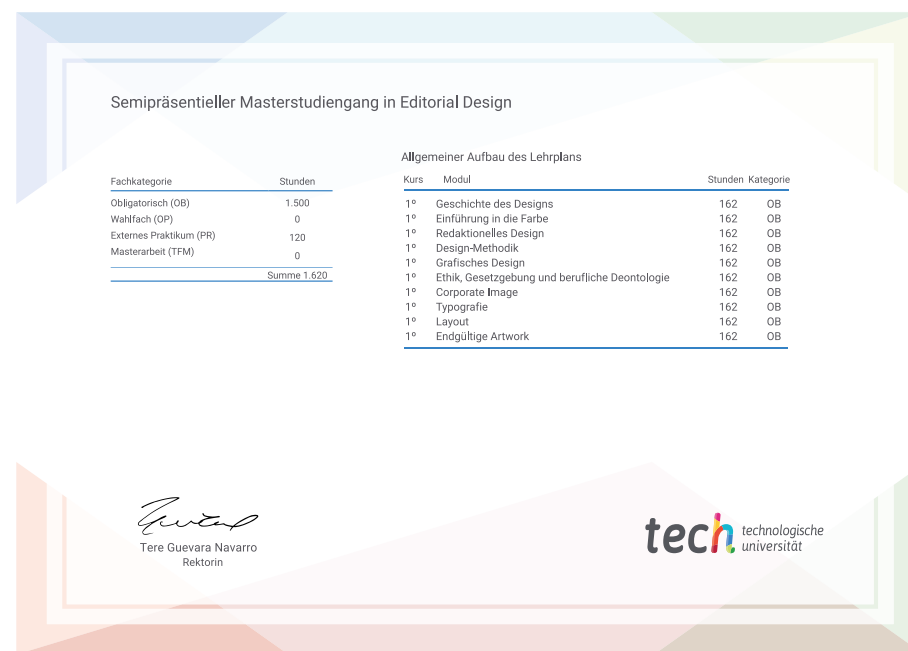 Semipräsentieller Masterstudiengang in Editorial Design
Fachkategorie Stunden
Obligatorisch (OB) 1.500
Wahlfach (OP) 0
Externes Praktikum (PR) 120
Masterarbeit (TFM) 0
Summe 1.620
Allgemeiner Aufbau des Lehrplans
Kurs Modul Stunden Kategorie
1º Geschichte des Designs 162 OB
1º Einführung in die Farbe 162 OB
1º Redaktionelles Design 162 OB
1º Design-Methodik 162 OB
1º Grafisches Design 162 OB
1º Ethik, Gesetzgebung und berufliche Deontologie 162 OB
1º Corporate Image 162 OB
1º Typografie 162 OB
1º Layout 162 OB
1º Endgültige Artwork 162 OB
Tere Guevara Navarro
Rektorin
tech technologische
universität